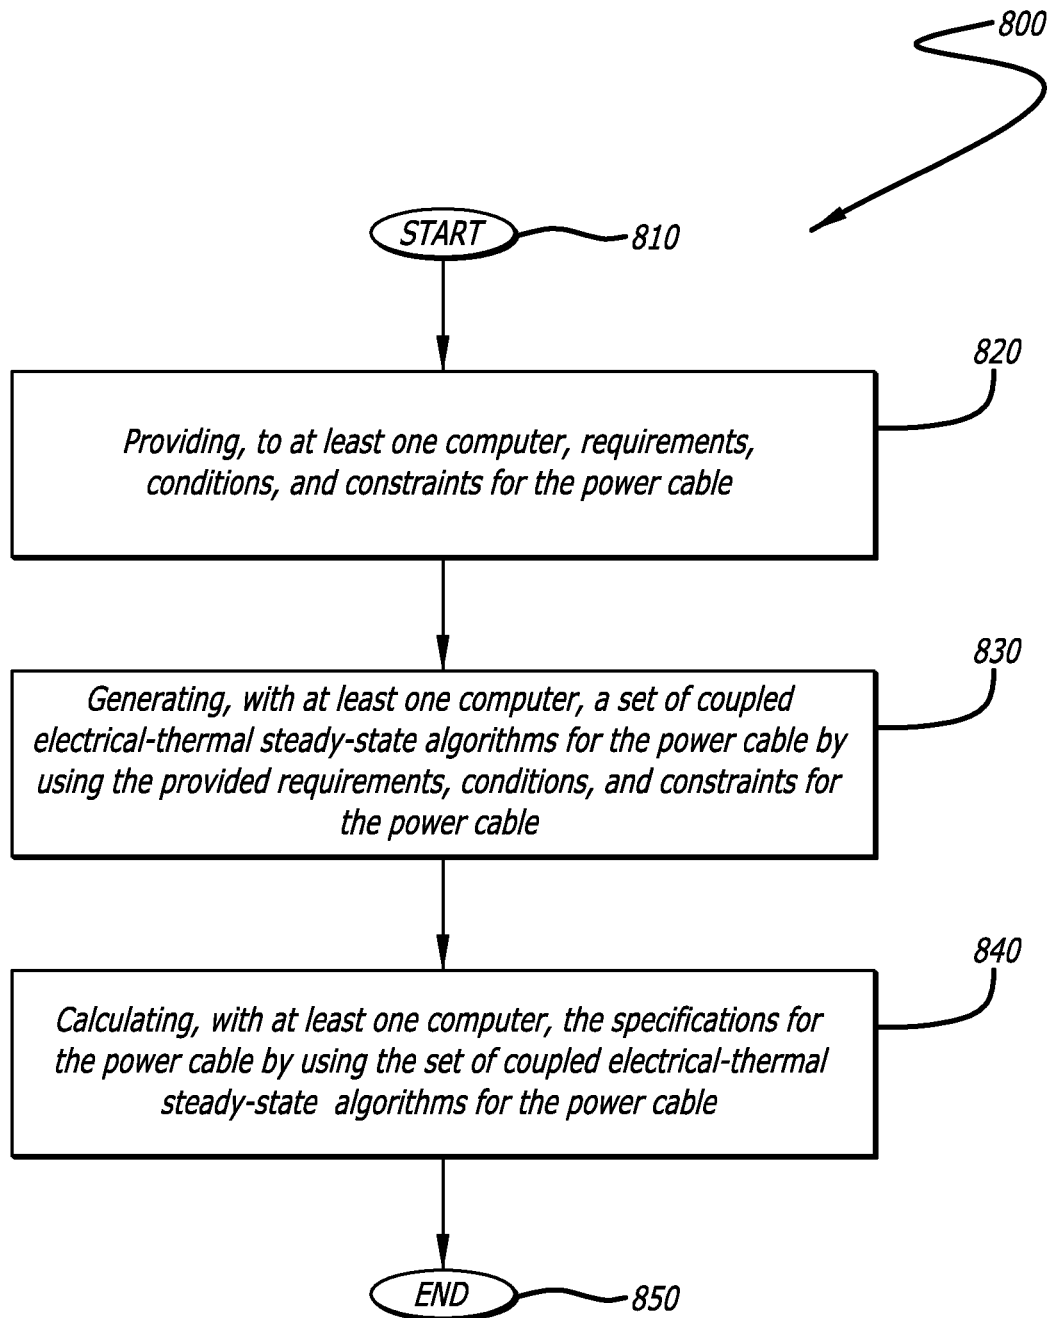 800
START
810
820
Providing, to at least one computer, requirements,
conditions, and constraints for the power cable
830
Generating, with at least one computer, a set of coupled
electrical-thermal steady-state algorithms for the power cable by
using the provided requirements, conditions, and constraints for
the power cable
840
Calculating, with at least one computer, the specifications for
the power cable by using the set of coupled electrical-thermal
steady-state algorithms for the power cable
END
850